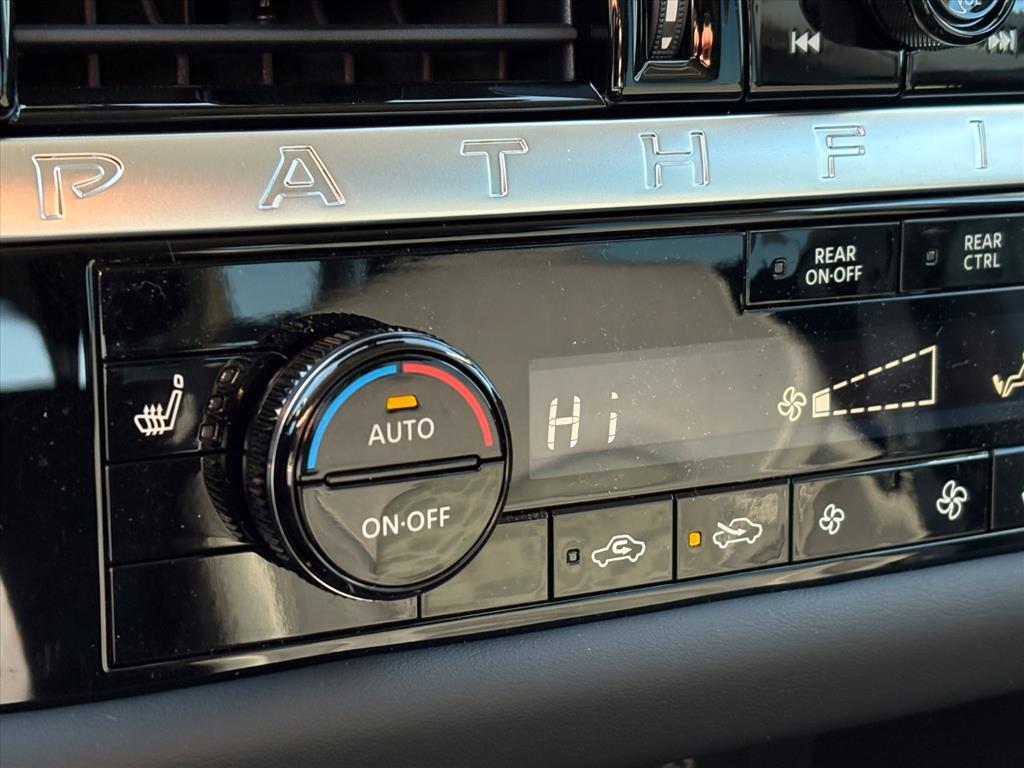 PATHFI
REAR
ON·OFF
REAR
CTRL
AUTO
Hi
ON·OFF